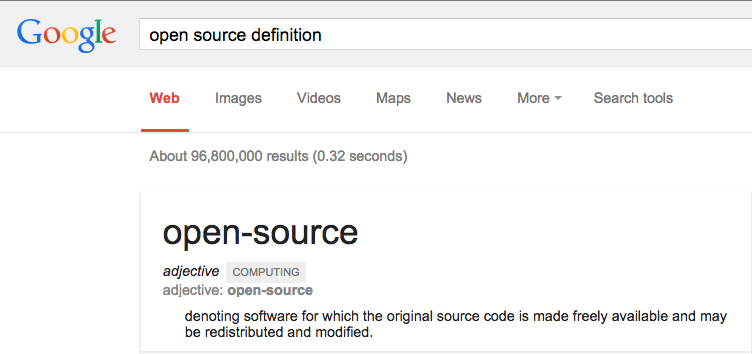 Google open source definition
Web Images Videos Maps News More Search tools
About 96,800,000 results (0.32 seconds)
open-source
adjective COMPUTING
adjective: open-source
denoting software for which the original source code is made freely available and may
be redistributed and modified.